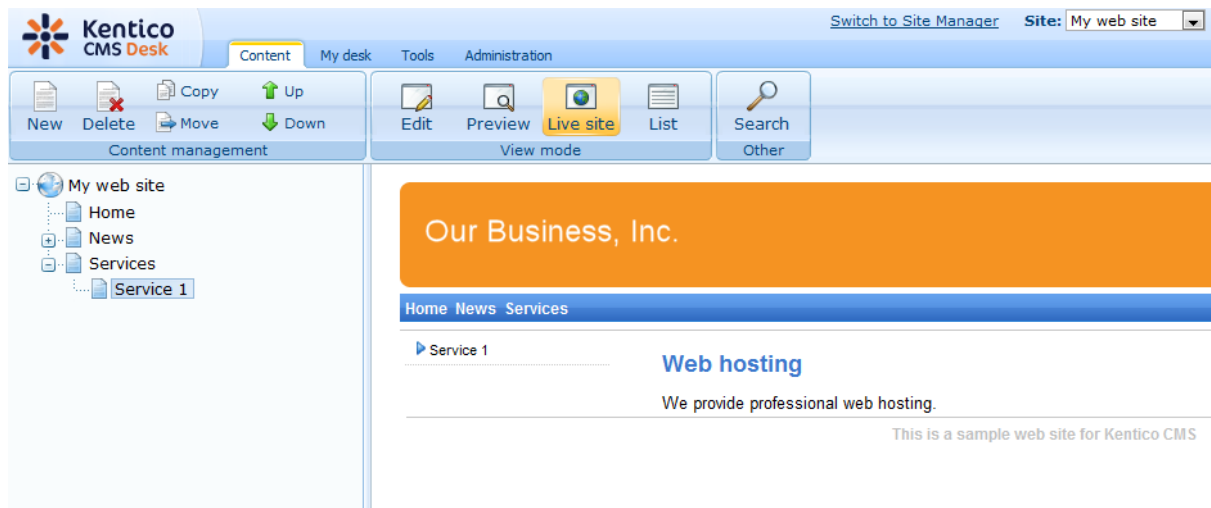 Kentico
CMS Desk
Switch to Site Manager Site: My web site
Content My desk Tools Administration
New Delete Copy Move Up Down
Content management
Edit Preview Live site List
View mode
Search
Other
My web site
Home
News
Services
Service 1
Our Business, Inc.
Home News Services
Service 1
Web hosting
We provide professional web hosting.
This is a sample web site for Kentico CMS